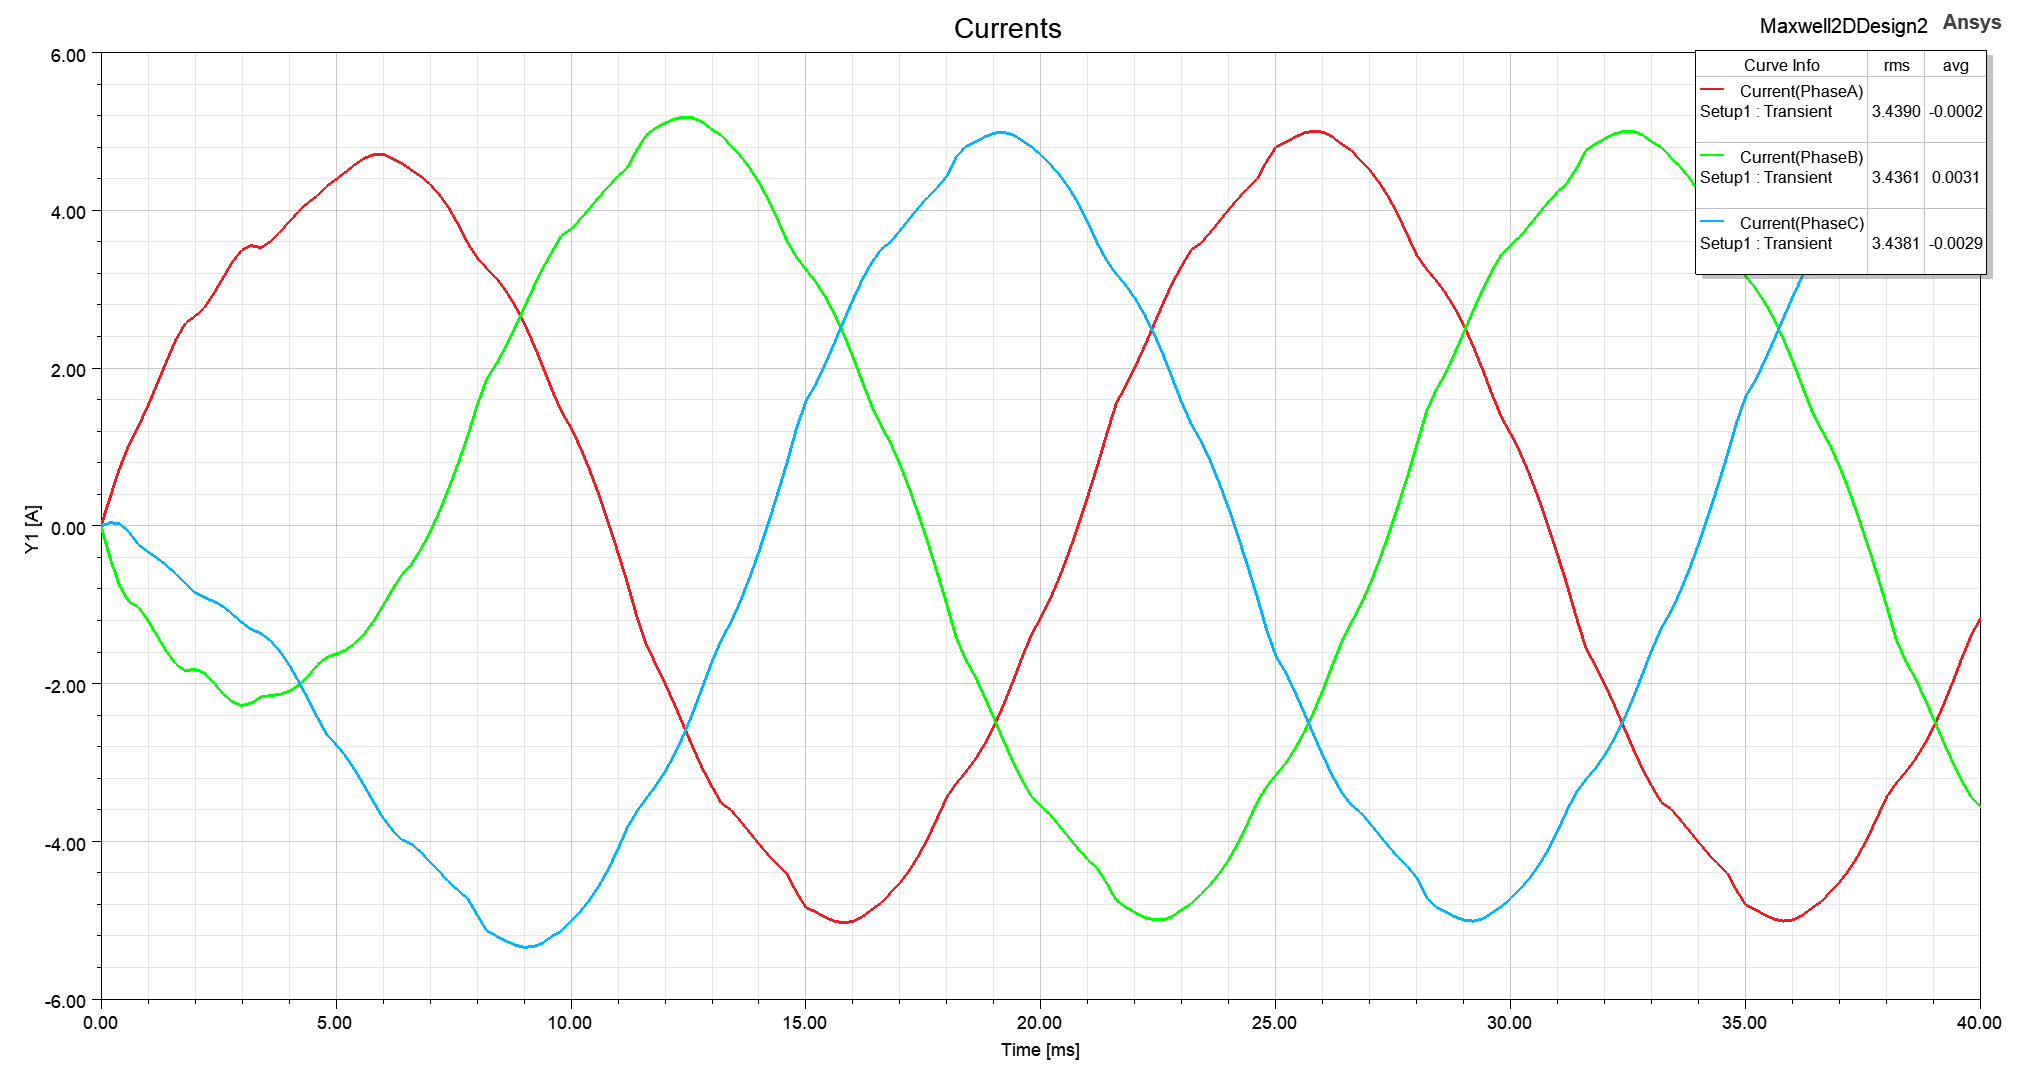 Currents
Maxwell2DDesign2 Ansys
Curve Info rms avg
Current(PhaseA)
Setup1 : Transient 3.4390 -0.0002
Current(PhaseB)
Setup1 : Transient 3.4361 0.0031
Current(PhaseC)
Setup1 : Transient 3.4381 -0.0029
6.00
4.00
2.00
0.00
-2.00
-4.00
-6.00
Y1 [A]
0.00 5.00 10.00 15.00 20.00 25.00 30.00 35.00 40.00
Time [ms]